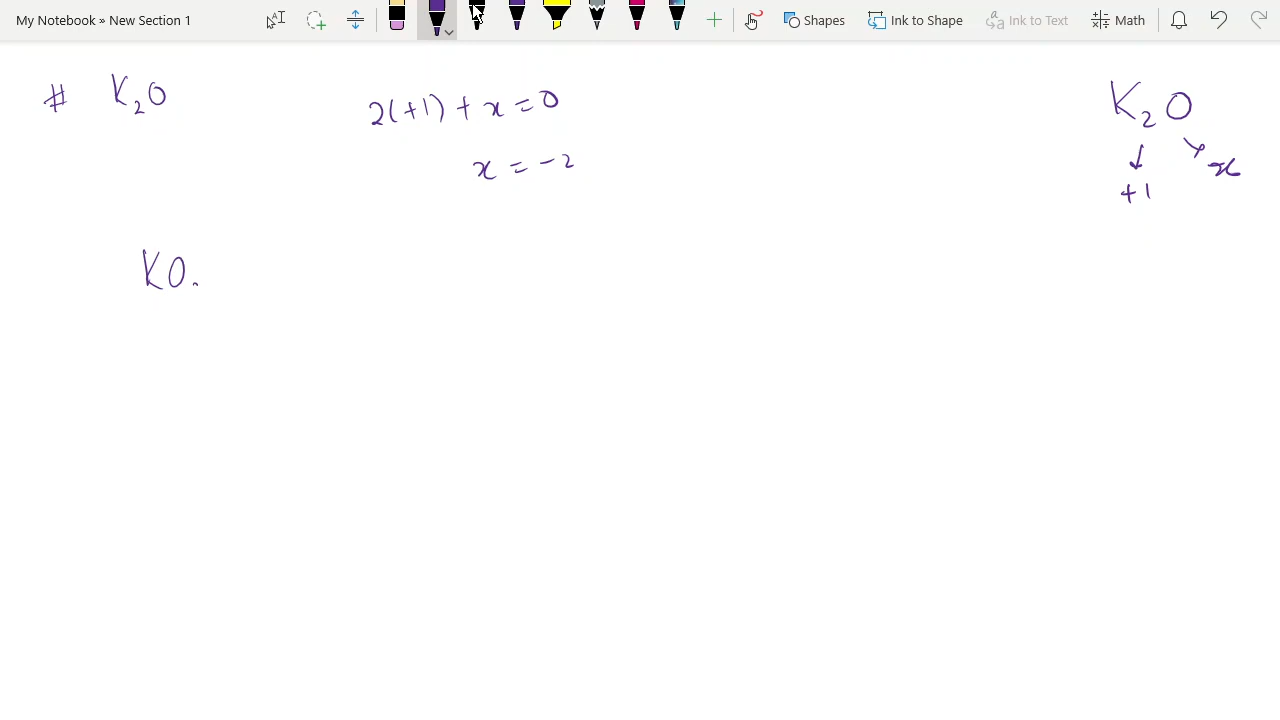 My Notebook » New Section 1
Shapes
Ink to Shape
Ink to Text
Math
# K₂O
2(+1) + x = 0
x = -2
K₂O
+1
x
KO.